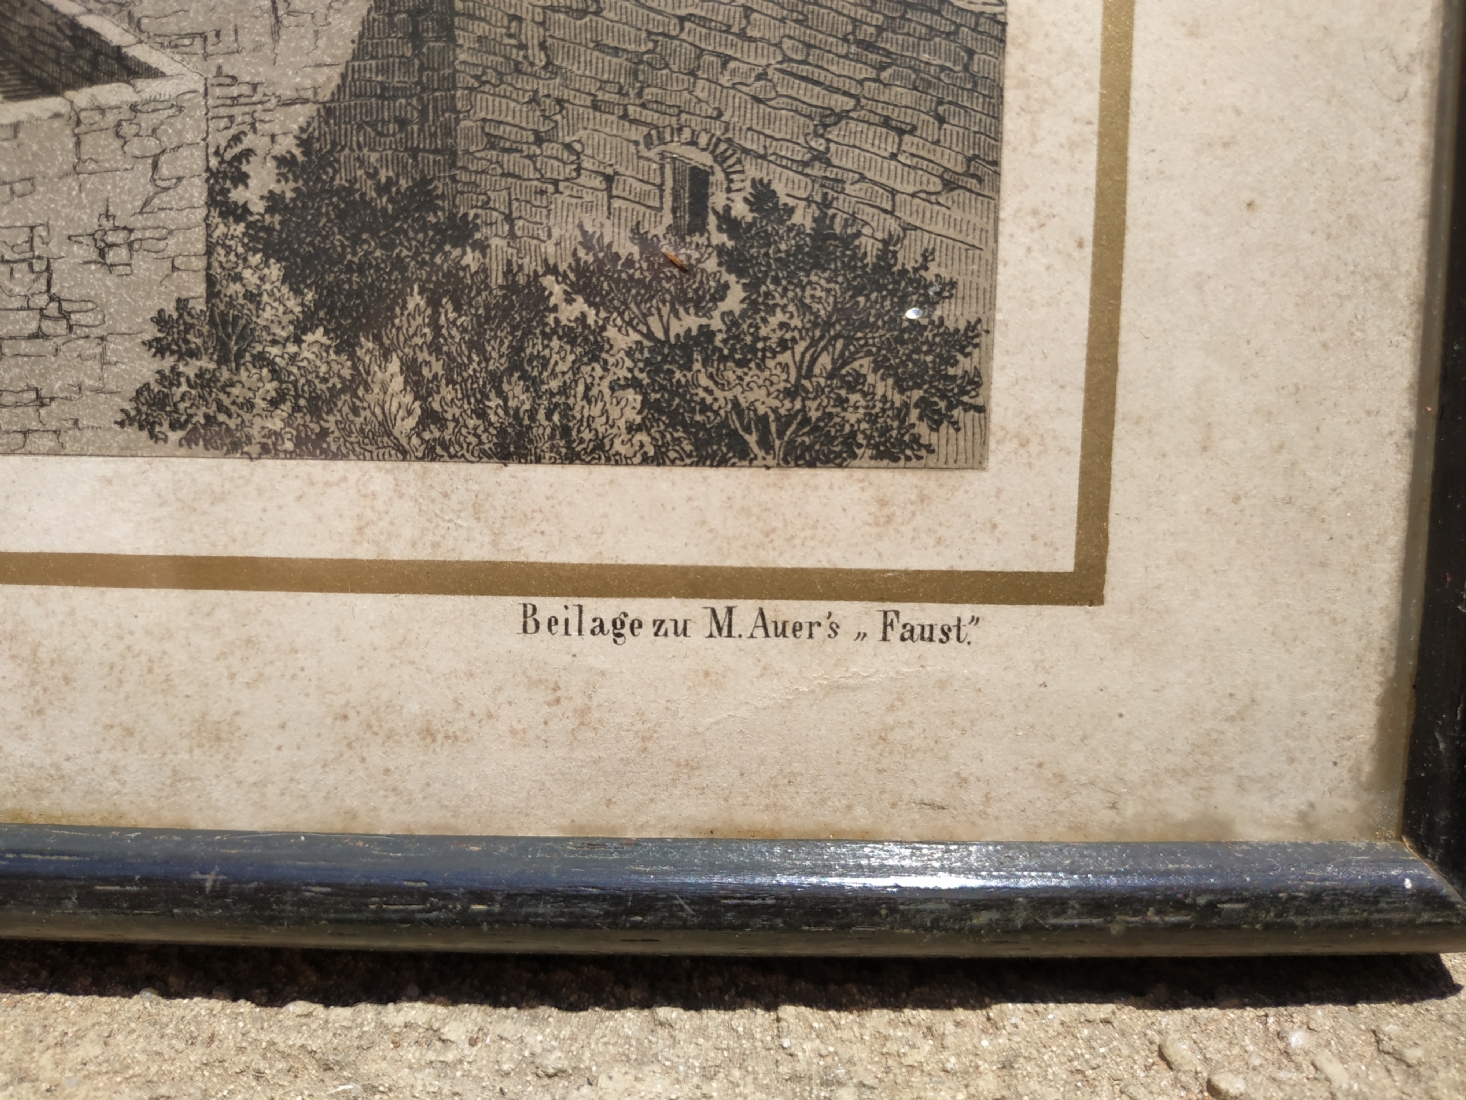 Beilage zu M. Auer's „Faust".